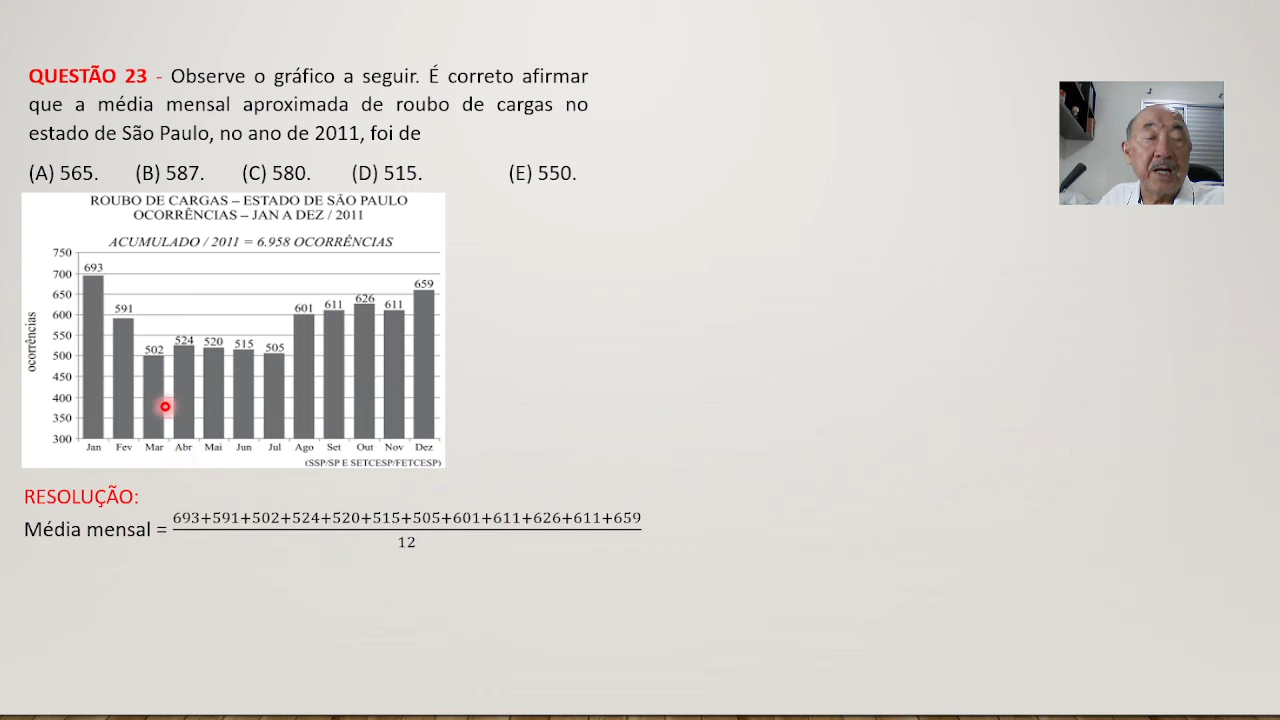 QUESTÃO 23 - Observe o gráfico a seguir. É correto afirmar
que a média mensal aproximada de roubo de cargas no
estado de São Paulo, no ano de 2011, foi de
(A) 565. (B) 587. (C) 580. (D) 515. (E) 550.
ROUBO DE CARGAS – ESTADO DE SÃO PAULO
OCORRÊNCIAS – JAN A DEZ / 2011
ACUMULADO / 2011 = 6.958 OCORRÊNCIAS
ocorrências
750
700
650
600
550
500
450
400
350
300
693
591
502
524
520
515
505
601
611
626
611
659
Jan Fev Mar Abr Mai Jun Jul Ago Set Out Nov Dez
(SSP/SP E SETCESP/FETCESP)
RESOLUÇÃO:
Média mensal = 693+591+502+524+520+515+505+601+611+626+611+659
12